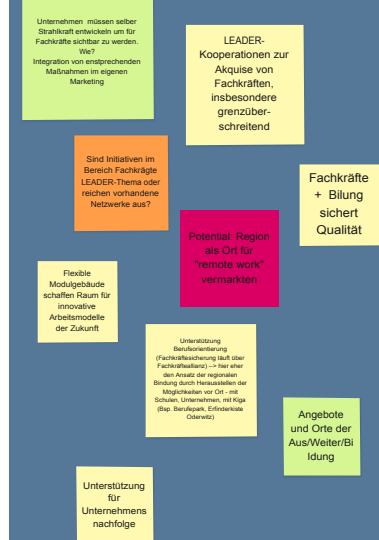 Unternehmen  müssen selber
Strahlkraft entwickeln um für
Fachkräfte sichtbar zu werden.
Wie?
Integration von enstprechenden
Maßnahmen im eigenen
Marketing
LEADER-
Kooperationen zur
Akquise von
Fachkräften,
insbesondere
grenzüber-
schreitend
Sind Initiativen im
Bereich Fachkrägte
LEADER-Thema oder
reichen vorhandene
Netzwerke aus?
Fachkräfte
+  Bilung
sichert
Qualität
Potential: Region
als Ort für
"remote work"
vermarkten
Flexible
Modulgebäude
schaffen Raum für
innovative
Arbeitsmodelle
der Zukunft
Unterstützung
Berufsorientierung
(Fachkräftesicherung läuft über
Fachkräfteallianz) --> hier eher
den Ansatz der regionalen
Bindung durch Herausstellen der
Möglichkeiten vor Ort - mit
Schulen, Unternehmen, mit Kiga
(Bsp. Berufepark, Erfinderkiste
Oderwitz)
Angebote
und Orte der
Aus/Weiter/Bi
ldung
Unterstützung
für
Unternehmens
nachfolge